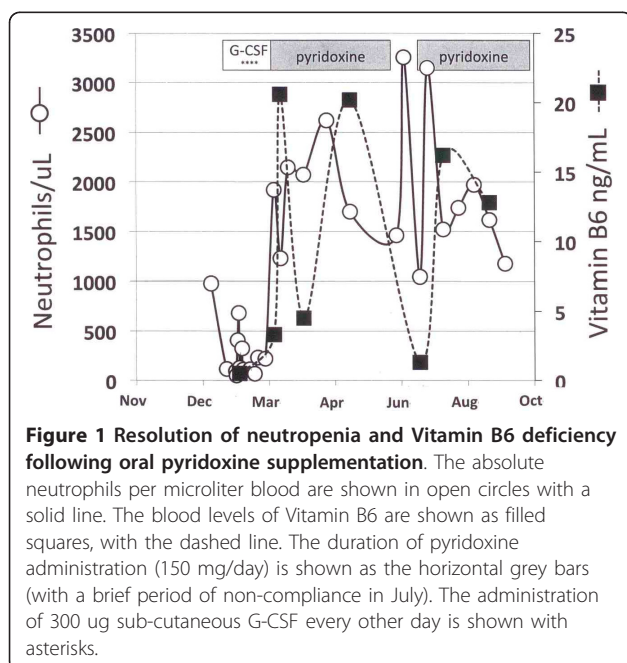 3500
3000
2500
2000
1500
1000
500
0
Neutrophils/uL
G-CSF
****
pyridoxine
pyridoxine
25
20
15
10
5
0
Vitamin B6 ng/mL
Nov Dec Mar Apr Jun Aug Oct
Figure 1 Resolution of neutropenia and Vitamin B6 deficiency
following oral pyridoxine supplementation. The absolute
neutrophils per microliter blood are shown in open circles with a
solid line. The blood levels of Vitamin B6 are shown as filled
squares, with the dashed line. The duration of pyridoxine
administration (150 mg/day) is shown as the horizontal grey bars
(with a brief period of non-compliance in July). The administration
of 300 ug sub-cutaneous G-CSF every other day is shown with
asterisks.